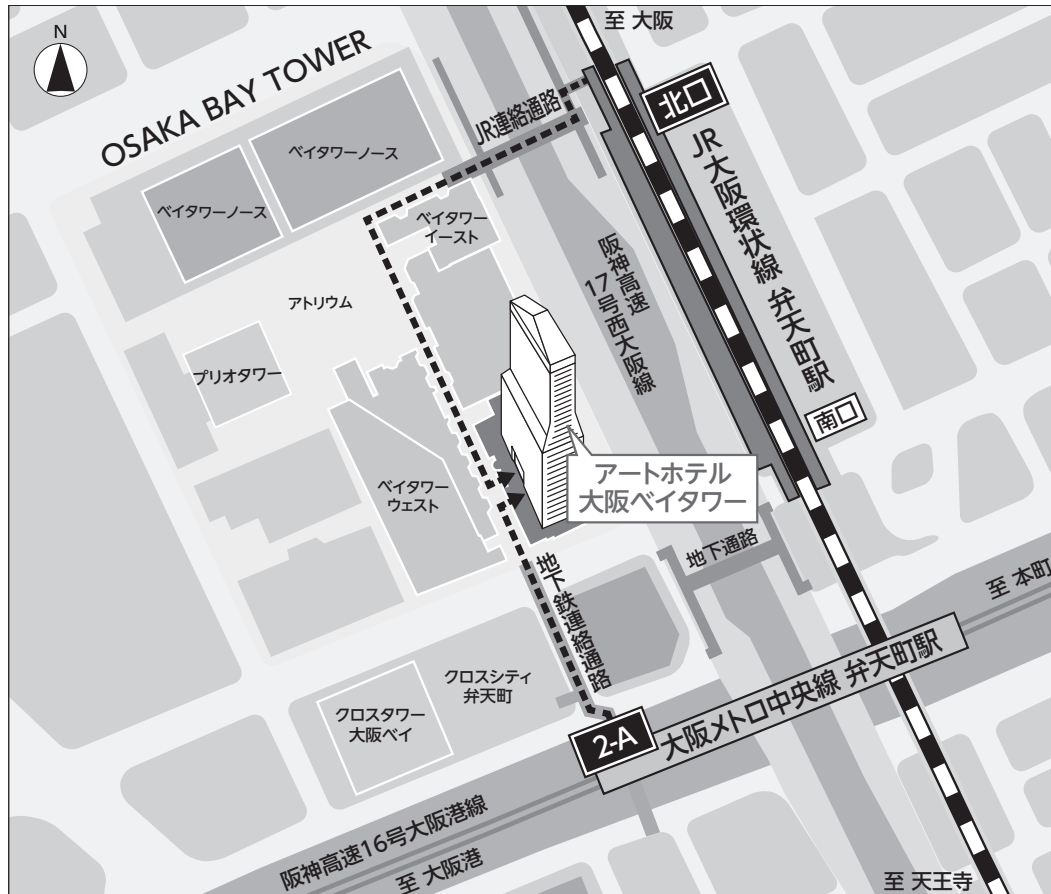 N
至 大阪
OSAKA BAY TOWER
JR連絡通路
北口
ベイタワーノース
ベイタワーノース
ベイタワー
イースト
JR大阪環状線 弁天町駅
阪神高速
17号西大阪線
アトリウム
プリオタワー
南口
アートホテル
大阪ベイタワー
ベイタワー
ウェスト
地下通路
地下鉄連絡通路
至 本町
クロスシティ
弁天町
クロスタワー
大阪ベイ
2-A
大阪メトロ中央線 弁天町駅
阪神高速16号大阪港線
至 大阪港
至 天王寺